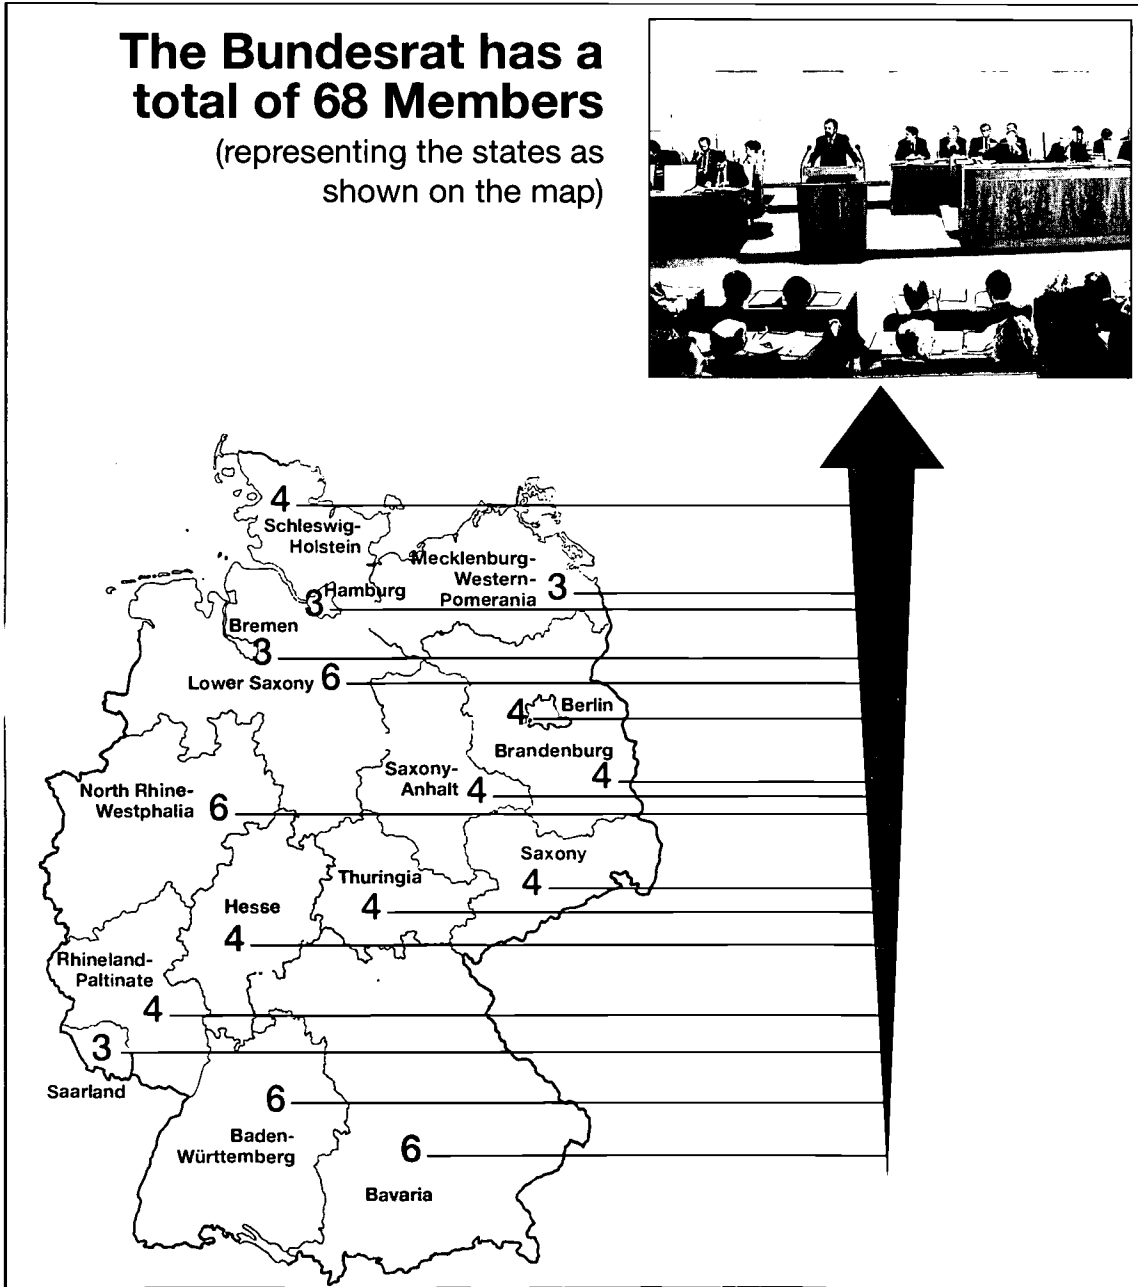 The Bundesrat has a
total of 68 Members
(representing the states as
shown on the map)
4
Schleswig-
Holstein
Mecklenburg-
Western-
Pomerania
3
Hamburg
3
Bremen
3
Lower Saxony 6
4 Berlin
Brandenburg
4
Saxony-
Anhalt 4
North Rhine-
Westphalia 6
Saxony
4
Thuringia
4
Hesse
4
Rhineland-
Paltinate
4
3
Saarland
6
Baden-
Württemberg
6
Bavaria